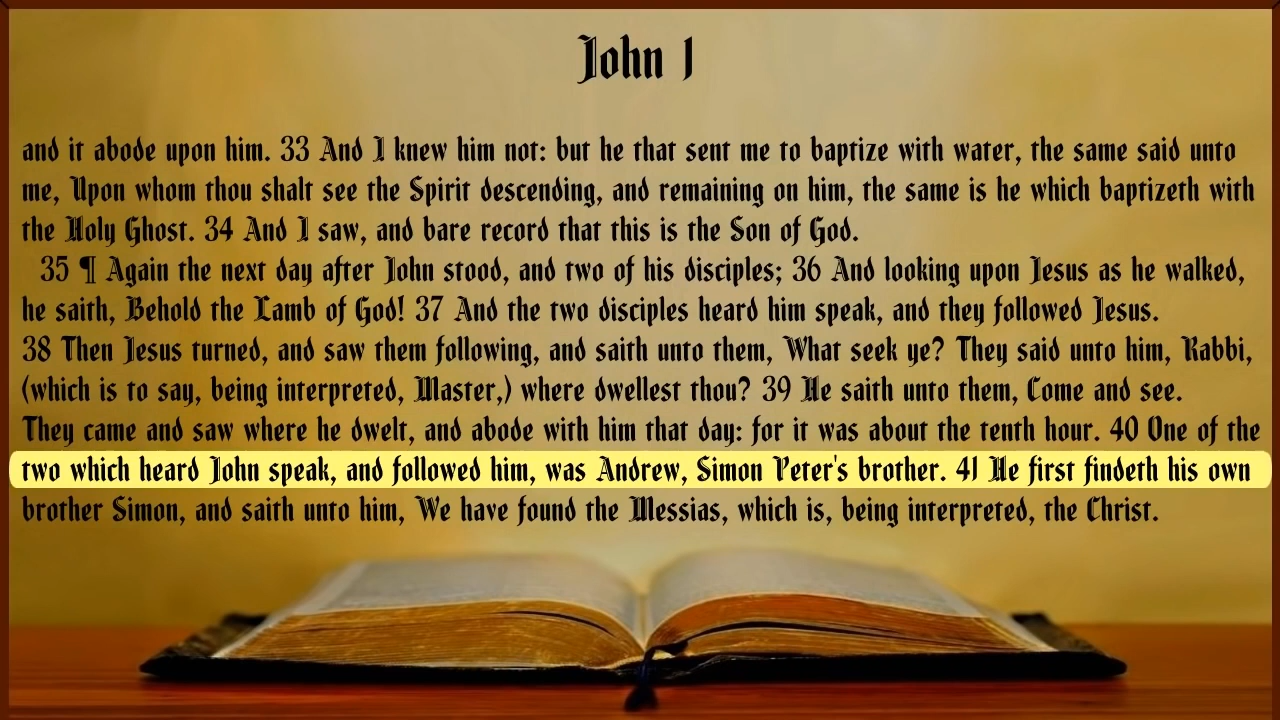 John 1
and it abode upon him. 33 And I knew him not: but he that sent me to baptize with water, the same said unto
me, Upon whom thou shalt see the Spirit descending, and remaining on him, the same is he which baptizeth with
the Holy Ghost. 34 And I saw, and bare record that this is the Son of God.
35 ¶ Again the next day after John stood, and two of his disciples; 36 And looking upon Jesus as he walked,
he saith, Behold the Lamb of God! 37 And the two disciples heard him speak, and they followed Jesus.
38 Then Jesus turned, and saw them following, and saith unto them, What seek ye? They said unto him, Rabbi,
(which is to say, being interpreted, Master,) where dwellest thou? 39 He saith unto them, Come and see.
They came and saw where he dwelt, and abode with him that day: for it was about the tenth hour. 40 One of the
two which heard John speak, and followed him, was Andrew, Simon Peter's brother. 41 He first findeth his own
brother Simon, and saith unto him, We have found the Messias, which is, being interpreted, the Christ.